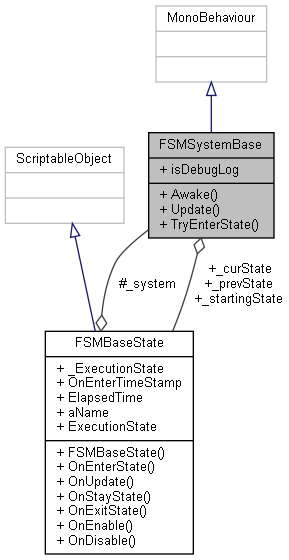 MonoBehaviour
FSMSystemBase
+ isDebugLog
+ Awake()
+ Update()
+ TryEnterState()
ScriptableObject
#_system
+_curState
+_prevState
+_startingState
FSMBaseState
+ _ExecutionState
+ OnEnterTimeStamp
+ ElapsedTime
+ aName
+ ExecutionState
+ FSMBaseState()
+ OnEnterState()
+ OnUpdate()
+ OnStayState()
+ OnExitState()
+ OnEnable()
+ OnDisable()